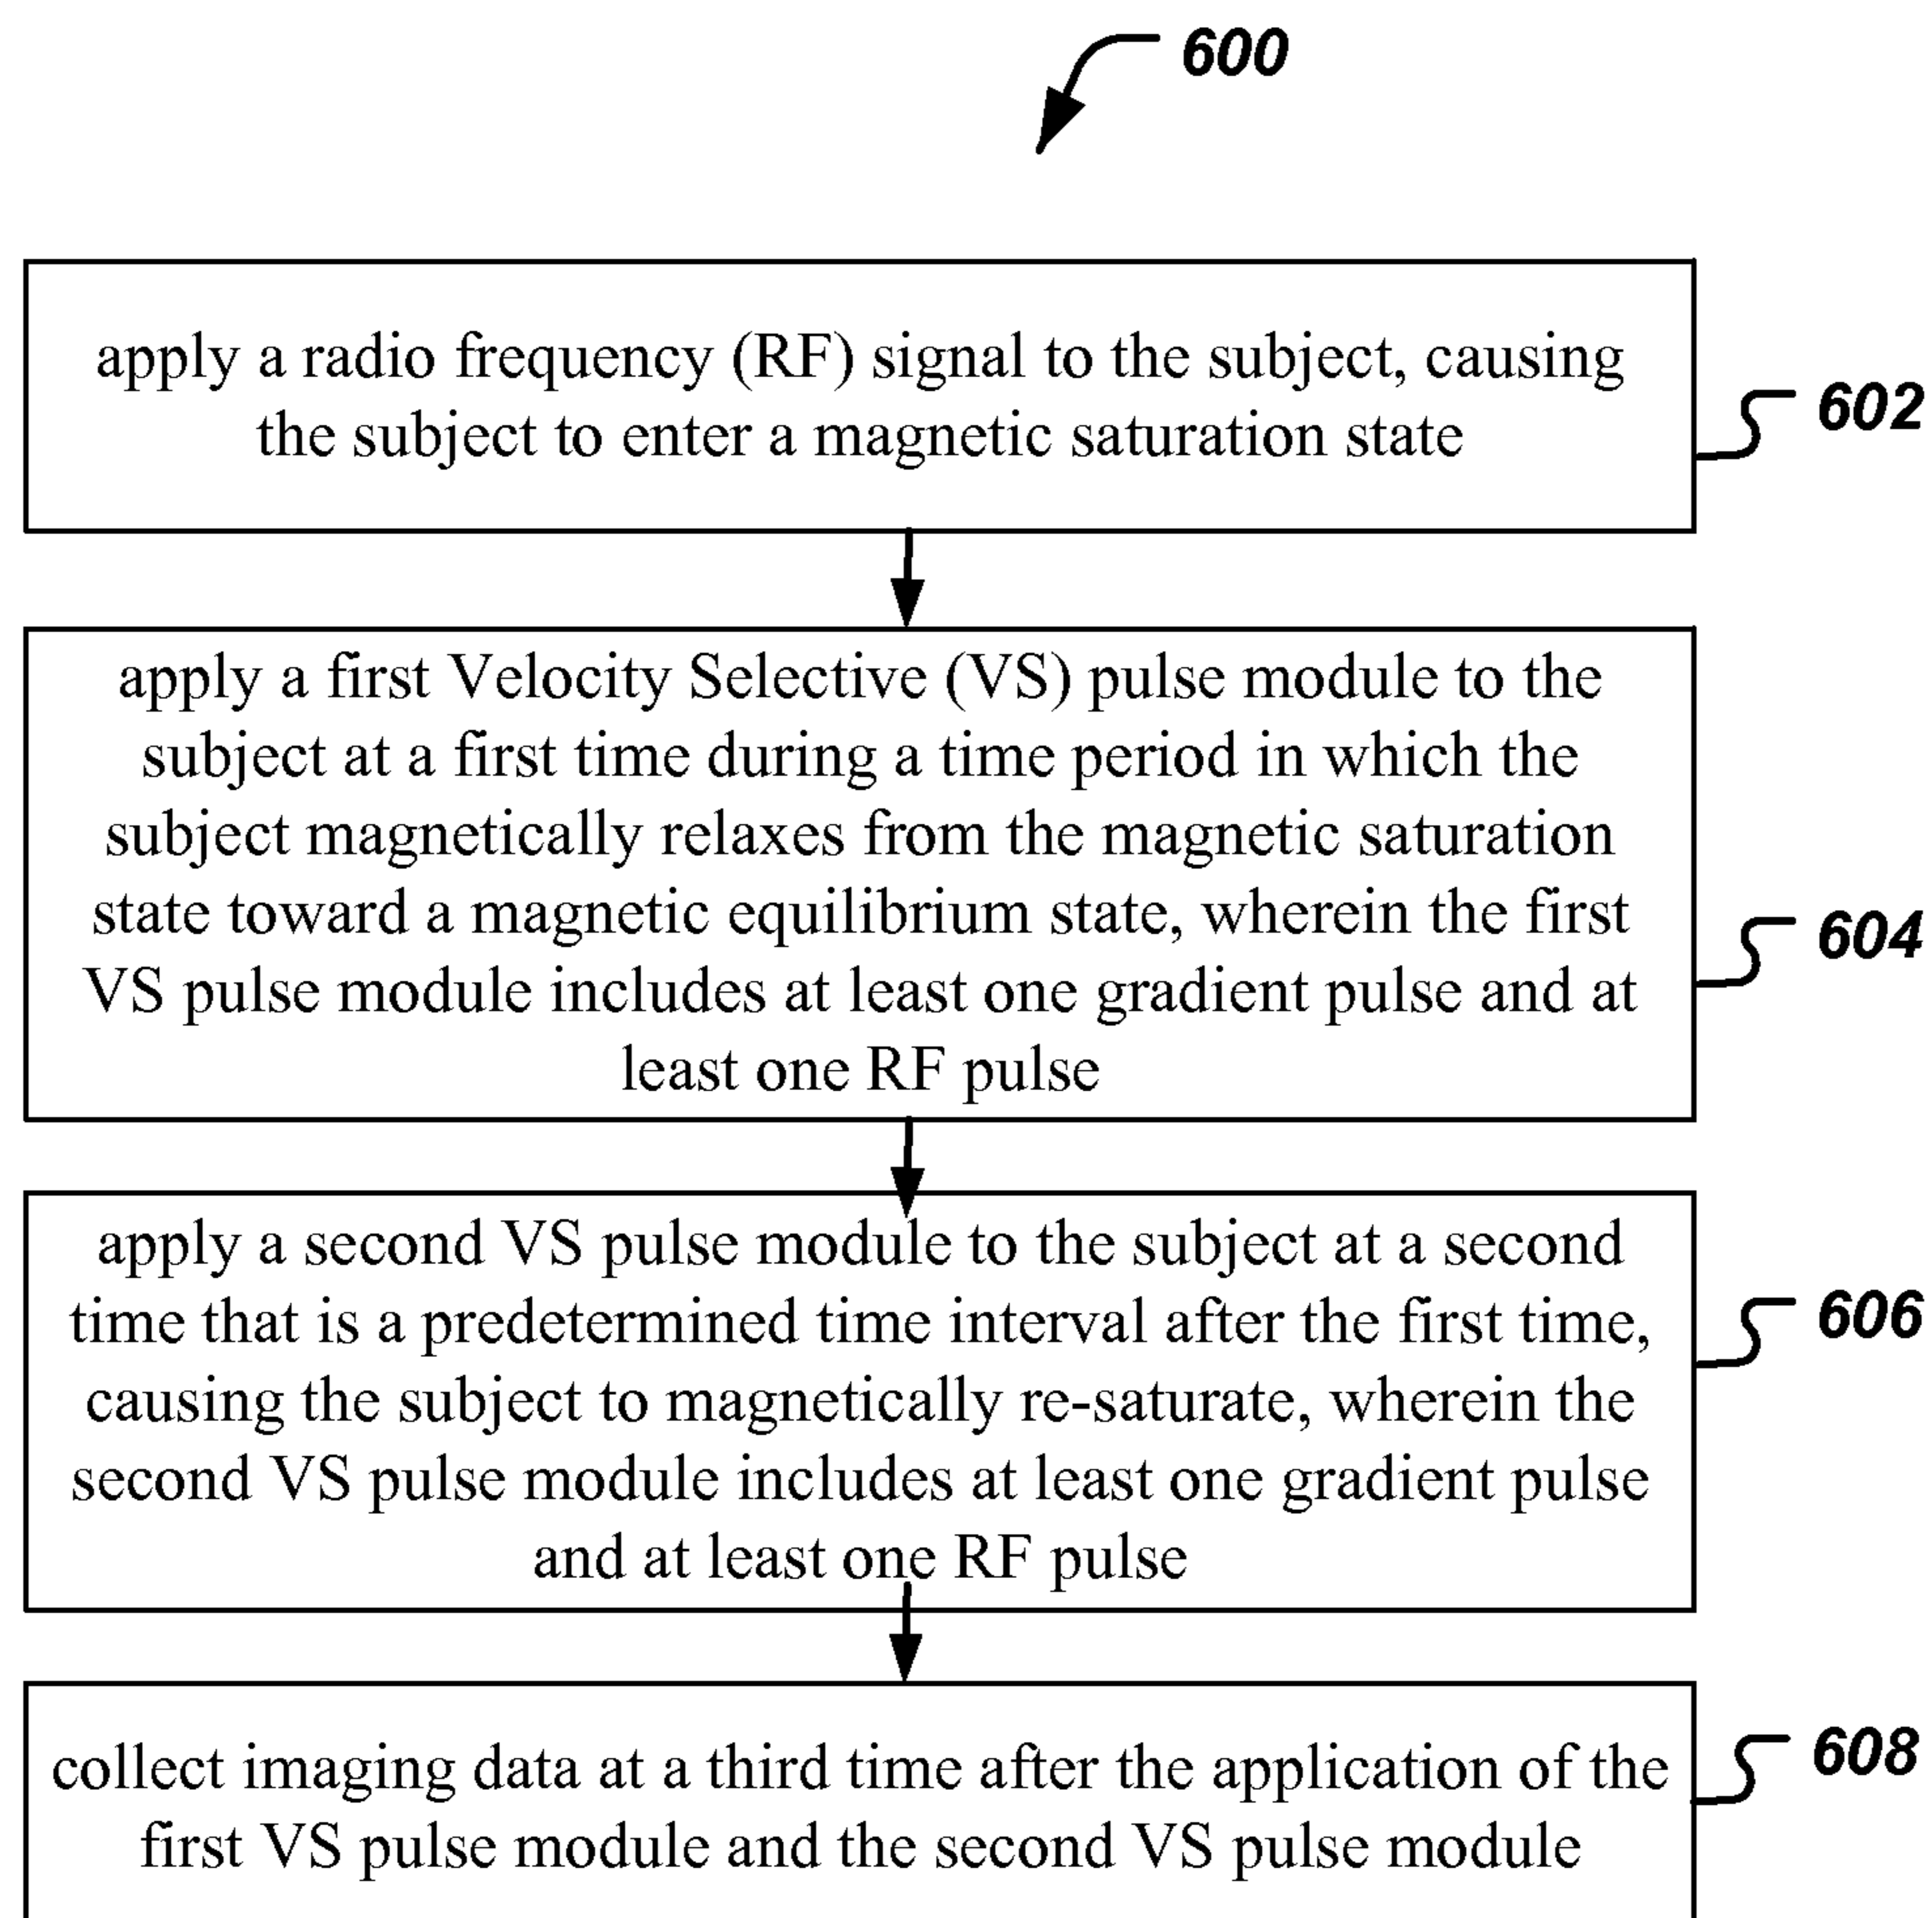 600
apply a radio frequency (RF) signal to the subject, causing
the subject to enter a magnetic saturation state
602
apply a first Velocity Selective (VS) pulse module to the
subject at a first time during a time period in which the
subject magnetically relaxes from the magnetic saturation
state toward a magnetic equilibrium state, wherein the first
VS pulse module includes at least one gradient pulse and at
least one RF pulse
604
apply a second VS pulse module to the subject at a second
time that is a predetermined time interval after the first time,
causing the subject to magnetically re-saturate, wherein the
second VS pulse module includes at least one gradient pulse
and at least one RF pulse
606
collect imaging data at a third time after the application of the
first VS pulse module and the second VS pulse module
608